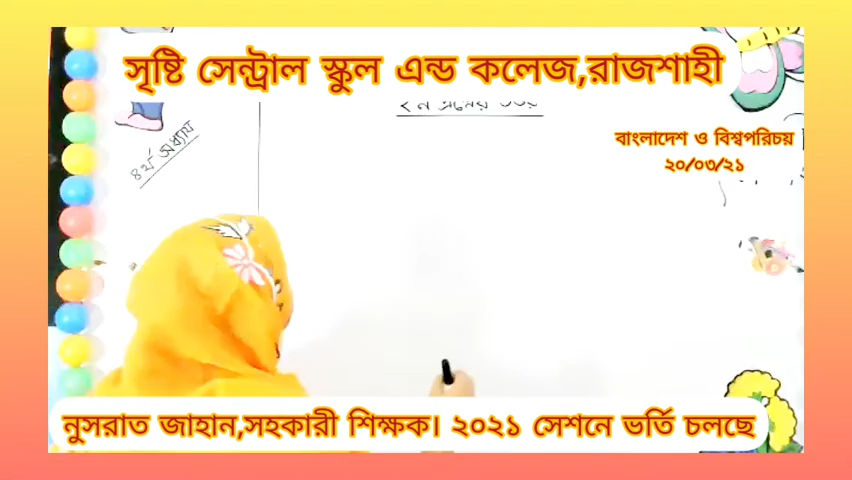 সৃষ্টি সেন্ট্রাল স্কুল এন্ড কলেজ,রাজশাহী
বাংলাদেশ ও বিশ্বপরিচয়
২০/০৩/২১
৪র্থ অধ্যায়
নুসরাত জাহান,সহকারী শিক্ষক। ২০২১ সেশনে ভর্তি চলছে